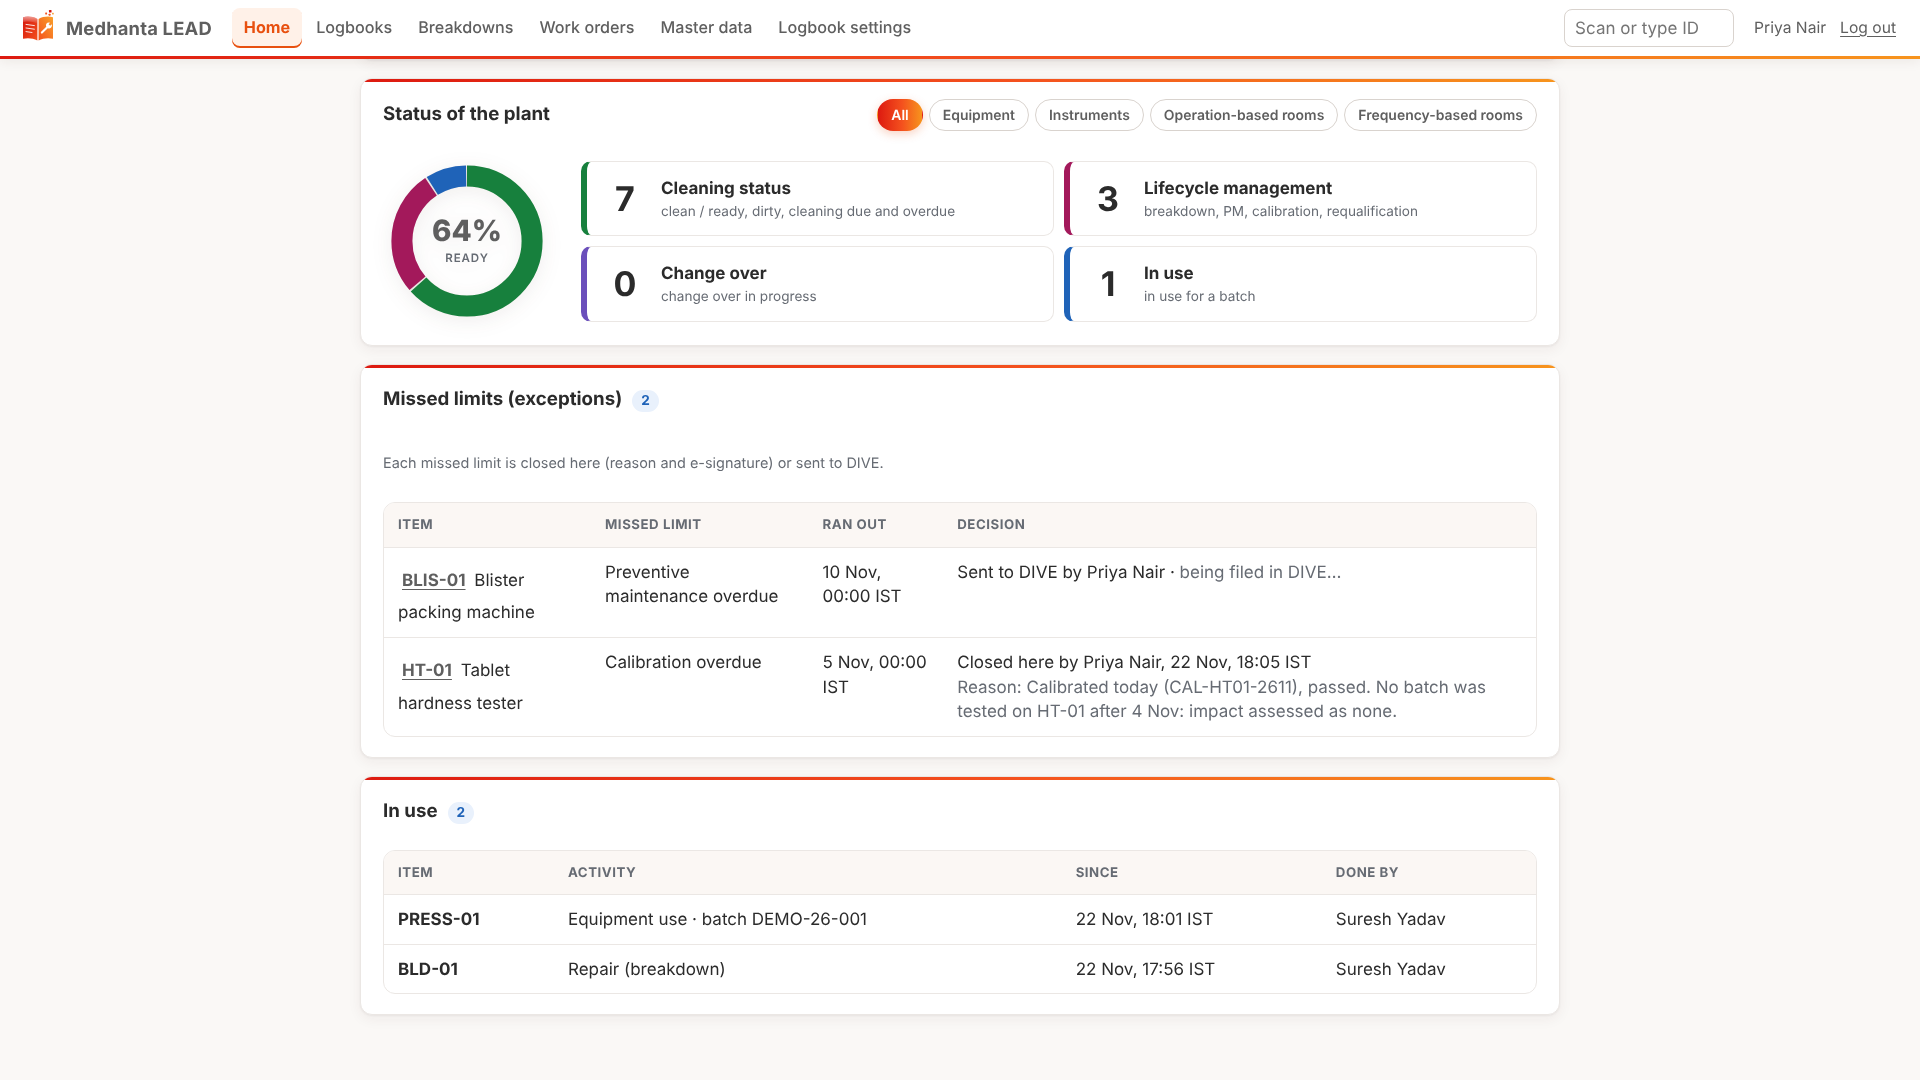 Medhanta LEAD
Home
Logbooks
Breakdowns
Work orders
Master data
Logbook settings
Scan or type ID
Priya Nair
Log out
Status of the plant
All
Equipment
Instruments
Operation-based rooms
Frequency-based rooms
64%
READY
7
Cleaning status
clean / ready, dirty, cleaning due and overdue
3
Lifecycle management
breakdown, PM, calibration, requalification
0
Change over
change over in progress
1
In use
in use for a batch
Missed limits (exceptions) 2
Each missed limit is closed here (reason and e-signature) or sent to DIVE.
ITEM MISSED LIMIT RAN OUT DECISION
BLIS-01 Blister
packing machine
Preventive
maintenance overdue
10 Nov,
00:00 IST
Sent to DIVE by Priya Nair · being filed in DIVE…
HT-01 Tablet
hardness tester
Calibration overdue
5 Nov, 00:00
IST
Closed here by Priya Nair, 22 Nov, 18:05 IST
Reason: Calibrated today (CAL-HT01-2611), passed. No batch was
tested on HT-01 after 4 Nov: impact assessed as none.
In use 2
ITEM ACTIVITY SINCE DONE BY
PRESS-01 Equipment use · batch DEMO-26-001 22 Nov, 18:01 IST Suresh Yadav
BLD-01 Repair (breakdown) 22 Nov, 17:56 IST Suresh Yadav